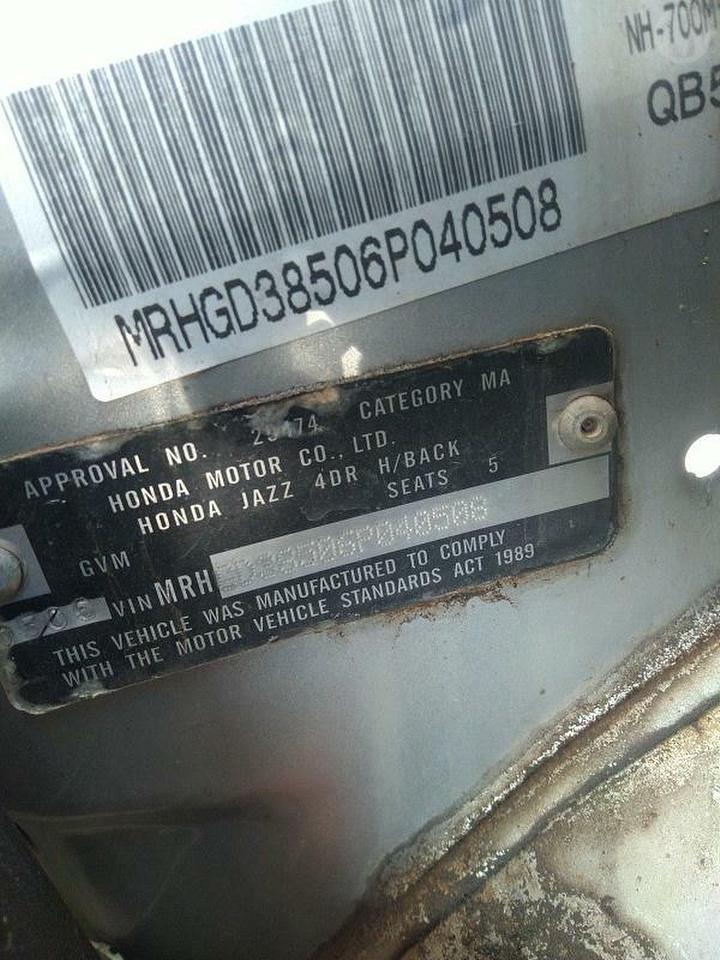 NH-700M
QB5
MRHGD38506P040508
APPROVAL NO. CATEGORY MA
HONDA MOTOR CO., LTD.
HONDA JAZZ 4DR H/BACK
SEATS 5
GVM
VIN MRH GD38506P040508
THIS VEHICLE WAS MANUFACTURED TO COMPLY
WITH THE MOTOR VEHICLE STANDARDS ACT 1989